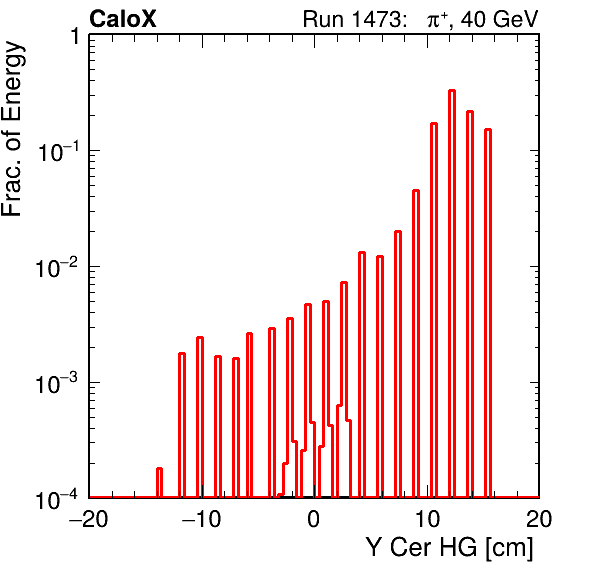 CaloX
Run 1473: π⁺, 40 GeV
Frac. of Energy
1
10⁻¹
10⁻²
10⁻³
10⁻⁴
−20
−10
0
10
20
Y Cer HG [cm]